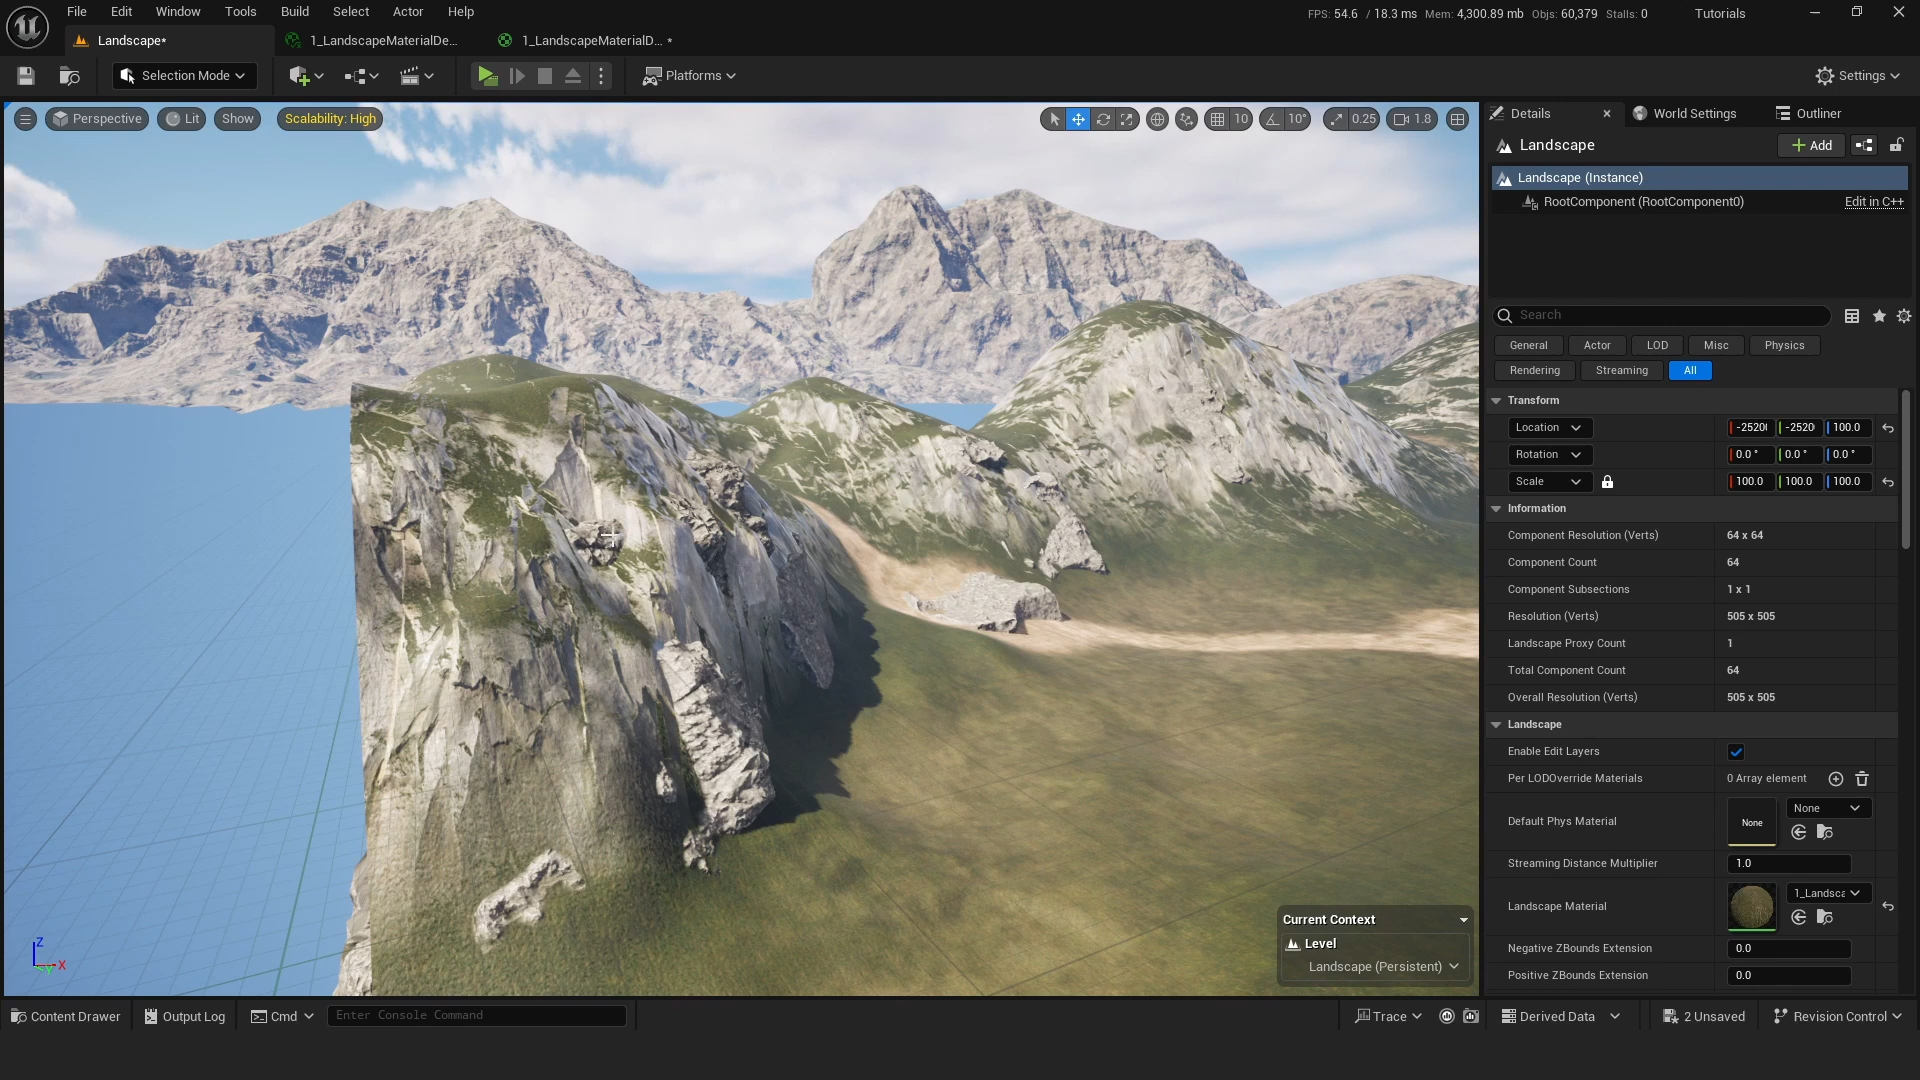 File Edit Window Tools Build Select Actor Help
FPS: 54.6 / 18.3 ms Mem: 4,300.89 mb Objs: 60,379 Stalls: 0
Tutorials
Landscape*
1_LandscapeMaterialDe...
1_LandscapeMaterialD... *
Selection Mode
Platforms
Settings
Perspective
Lit
Show
Scalability: High
10
10°
0.25
1.8
Details
World Settings
Outliner
Landscape
Add
Landscape (Instance)
RootComponent (RootComponent0)
Edit in C++
Search
General
Actor
LOD
Misc
Physics
Rendering
Streaming
All
Transform
Location
-2520
-2520
100.0
Rotation
0.0 °
0.0 °
0.0 °
Scale
100.0
100.0
100.0
Information
Component Resolution (Verts)
64 x 64
Component Count
64
Component Subsections
1 x 1
Resolution (Verts)
505 x 505
Landscape Proxy Count
1
Total Component Count
64
Overall Resolution (Verts)
505 x 505
Landscape
Enable Edit Layers
Per LODOverride Materials
0 Array element
Default Phys Material
None
None
Streaming Distance Multiplier
1.0
Landscape Material
1_Landsca
Negative ZBounds Extension
0.0
Positive ZBounds Extension
0.0
Current Context
Level
Landscape (Persistent)
Z
Y
X
Content Drawer
Output Log
Cmd
Enter Console Command
Trace
Derived Data
2 Unsaved
Revision Control